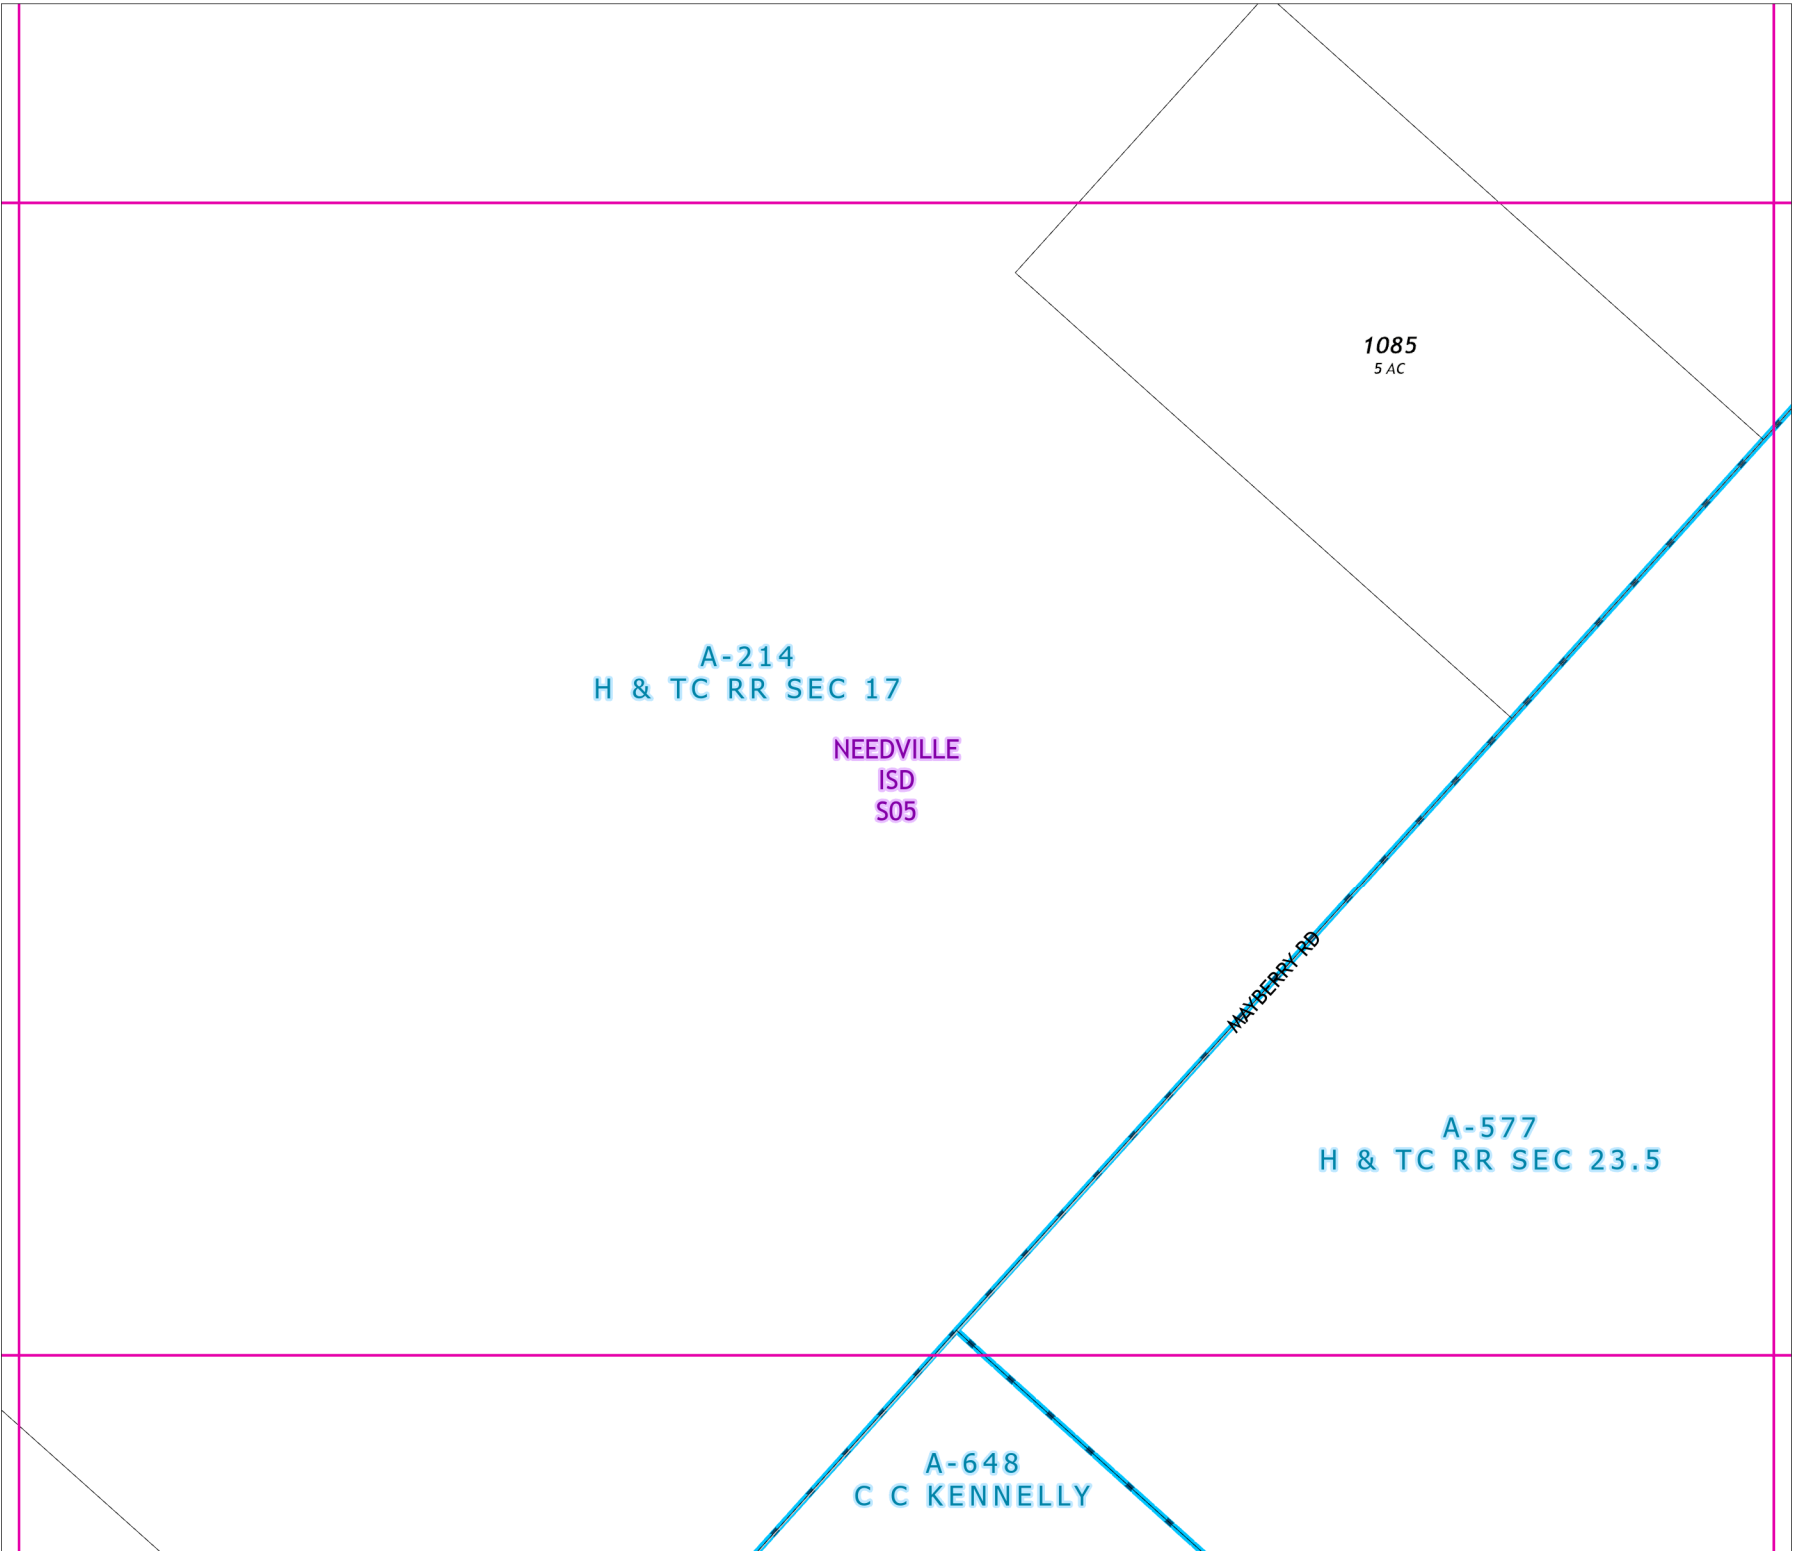 1085
5 AC
A-214
H & TC RR SEC 17
NEEDVILLE
ISD
S05
MAYBERRY RD
A-577
H & TC RR SEC 23.5
A-648
C C KENNELLY